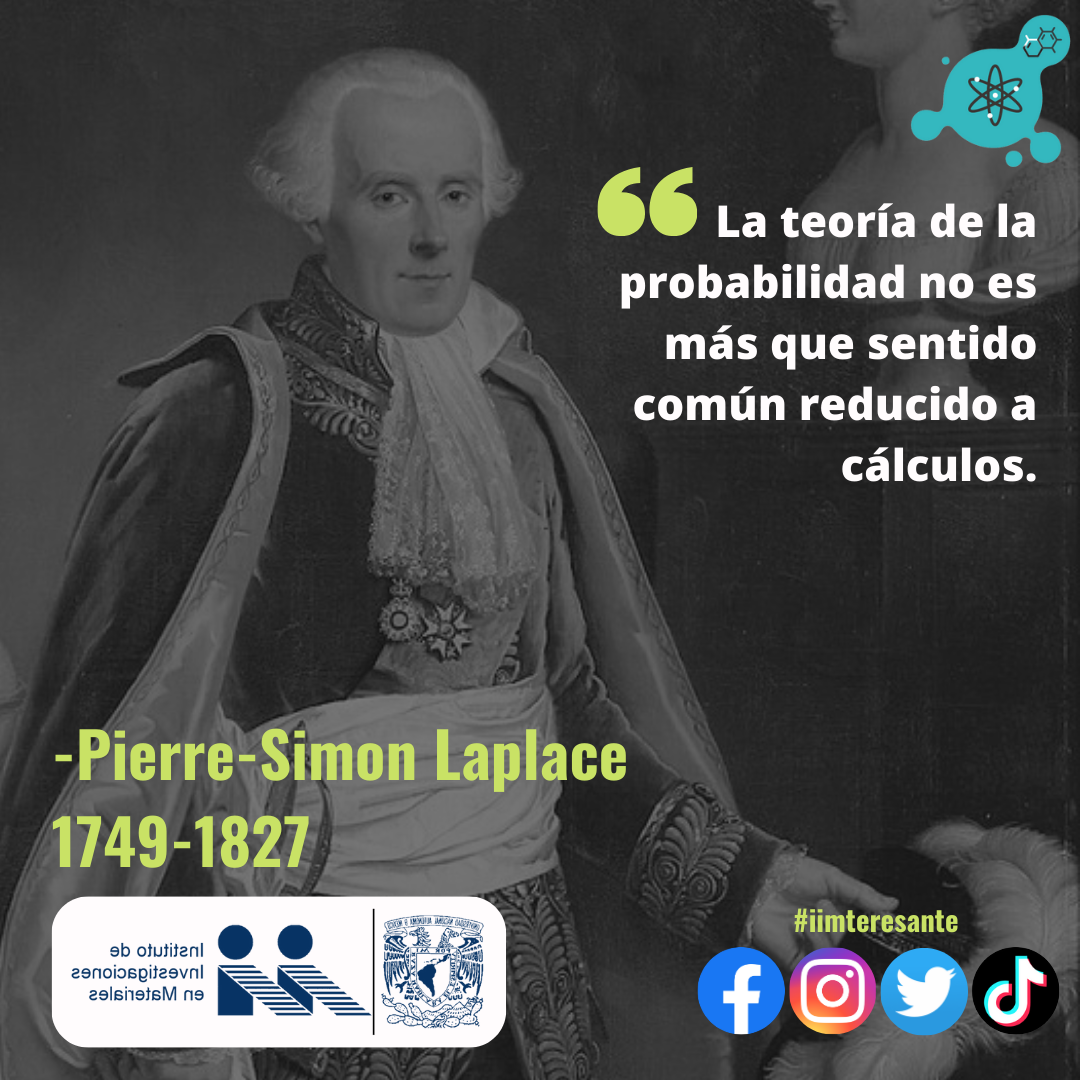 La teoría de la
probabilidad no es
más que sentido
común reducido a
cálculos.
-Pierre-Simon Laplace
1749-1827
Instituto de
Investigaciones
en Materiales
#iimteresante